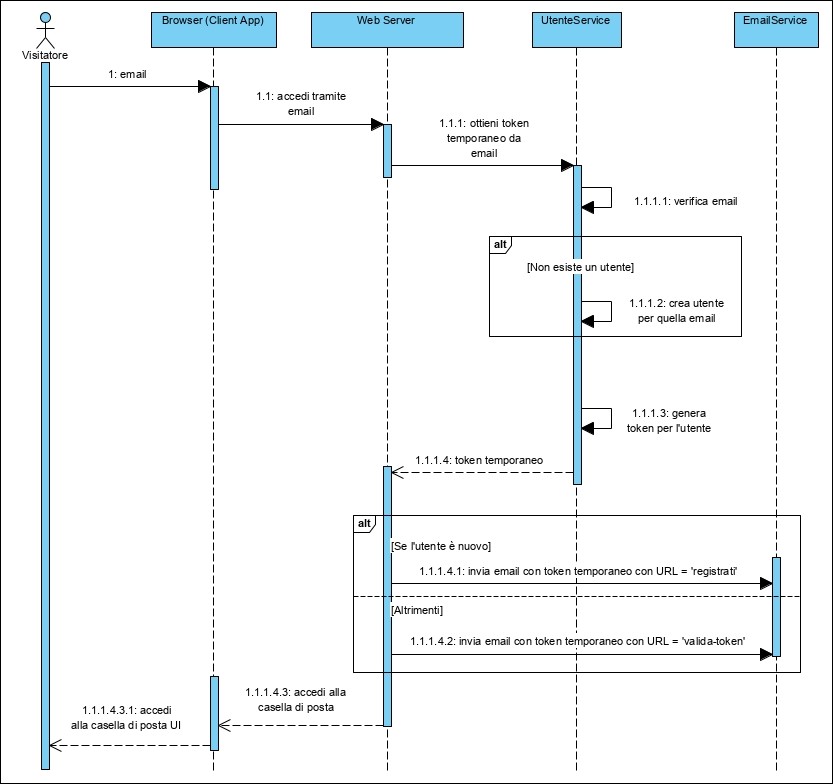 Browser (Client App)
Web Server
UtenteService
EmailService
Visitatore
1: email
1.1: accedi tramite
email
1.1.1: ottieni token
temporaneo da
email
1.1.1.1: verifica email
alt
[Non esiste un utente]
1.1.1.2: crea utente
per quella email
1.1.1.3: genera
token per l'utente
1.1.1.4: token temporaneo
alt
[Se l'utente è nuovo]
1.1.1.4.1: invia email con token temporaneo con URL = 'registrati'
[Altrimenti]
1.1.1.4.2: invia email con token temporaneo con URL = 'valida-token'
1.1.1.4.3: accedi alla
casella di posta
1.1.1.4.3.1: accedi
alla casella di posta UI